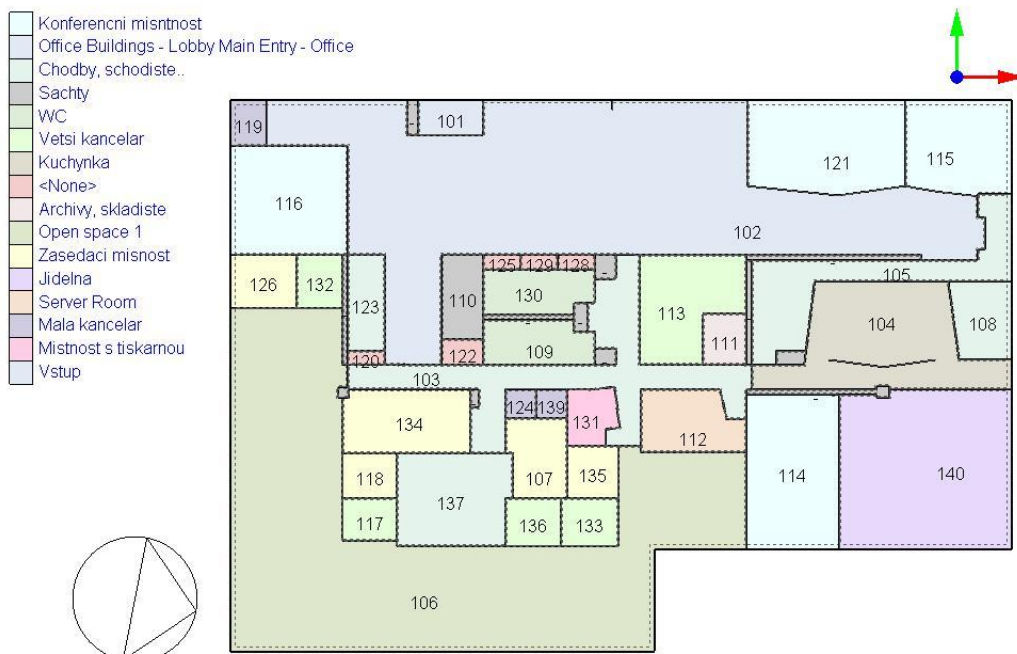 Konferencni misntnost
Office Buildings - Lobby Main Entry - Office
Chodby, schodiste..
Sachty
WC
Vetsi kancelar
Kuchynka
<None>
Archivy, skladiste
Open space 1
Zasedaci misnost
Jidelna
Server Room
Mala kancelar
Mistnost s tiskarnou
Vstup
119
101
121
115
116
102
126
132
123
110
125
129
128
130
113
105
111
104
108
109
120
122
103
124
139
131
134
112
118
107
135
114
140
137
117
136
133
106